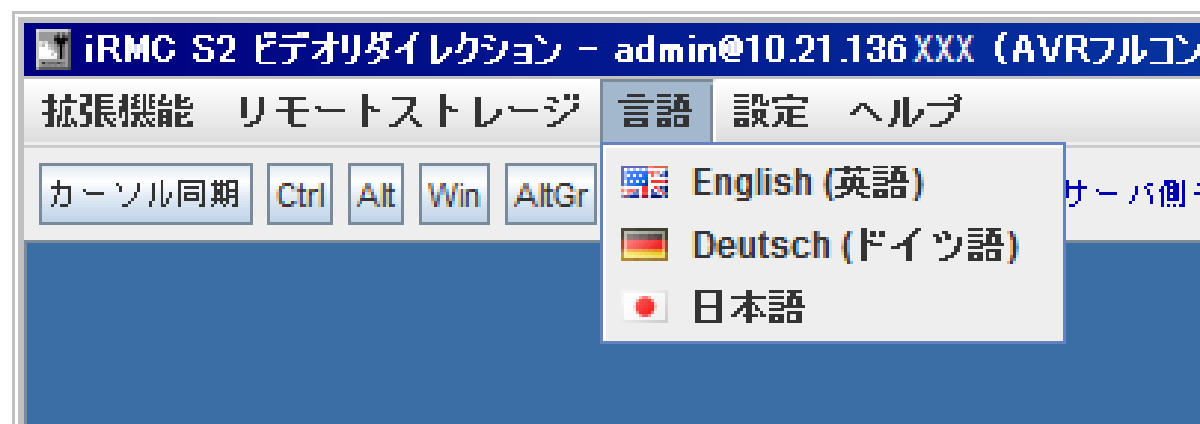 iRMC S2 ビデオリダイレクション - admin@10.21.136XXX (AVRフルコン
拡張機能 リモートストレージ 言語 設定 ヘルプ
カーソル同期 Ctrl Alt Win AltGr サーバ側
English (英語)
Deutsch (ドイツ語)
日本語